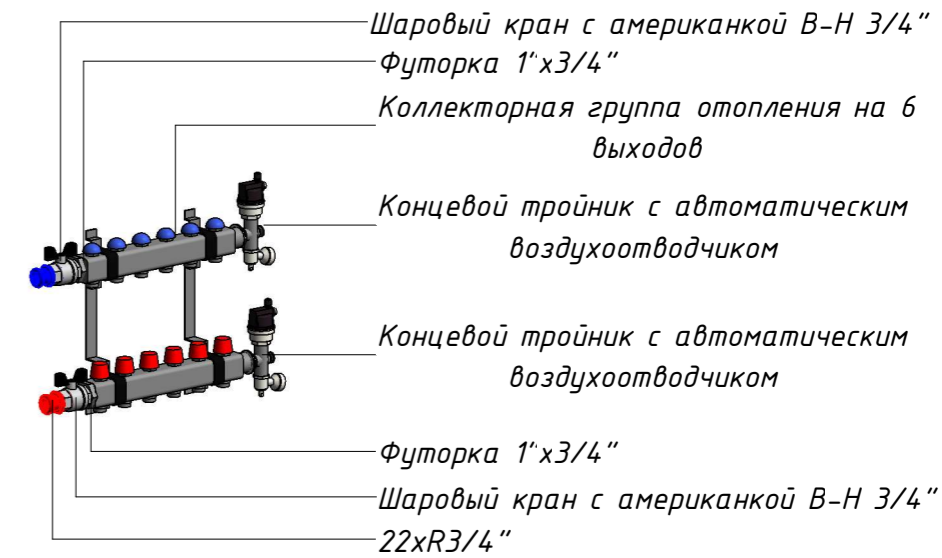 Шаровый кран с американкой В-Н 3/4"
Футорка 1"х3/4"
Коллекторная группа отопления на 6
выходов
Концевой тройник с автоматическим
воздухоотводчиком
Концевой тройник с автоматическим
воздухоотводчиком
Футорка 1"х3/4"
Шаровый кран с американкой В-Н 3/4"
22хR3/4"